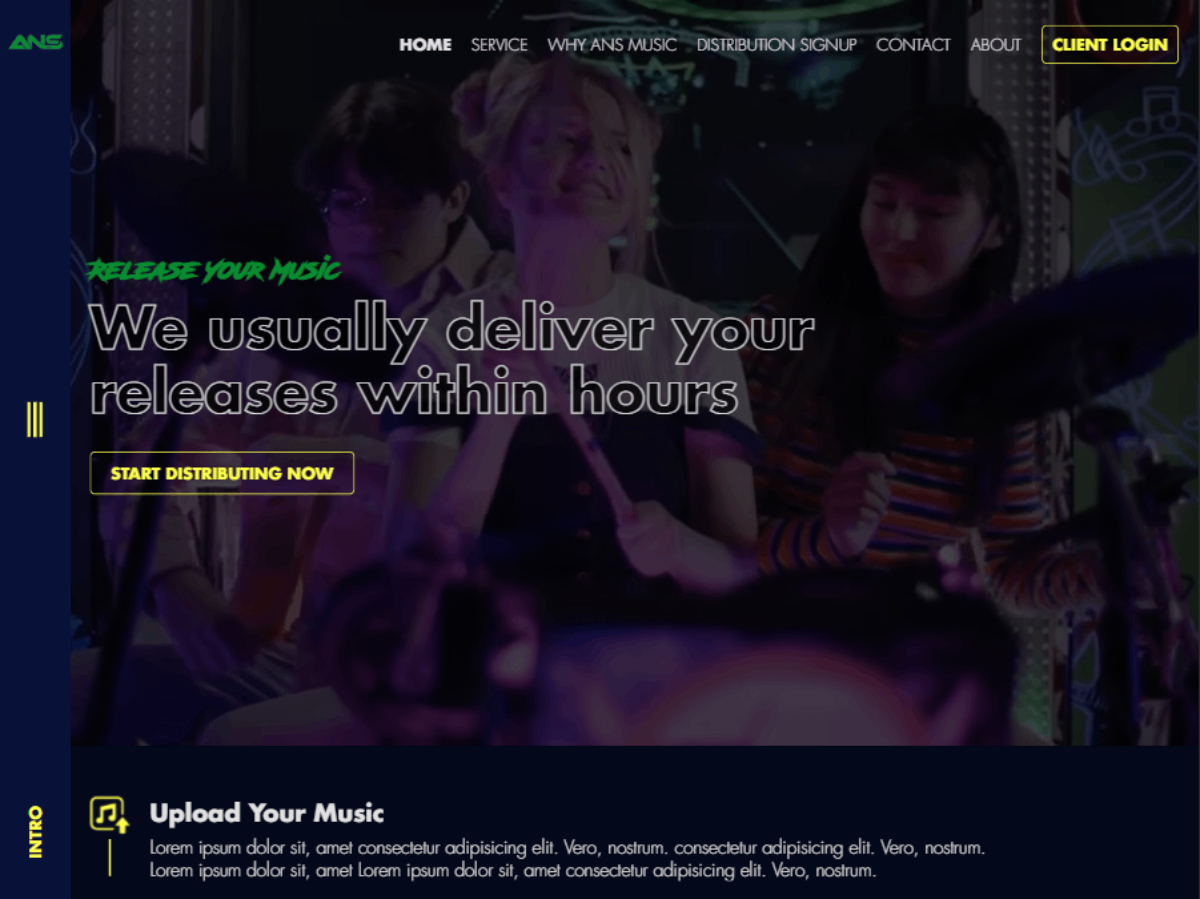 ANS
HOME SERVICE WHY ANS MUSIC DISTRIBUTION SIGNUP CONTACT ABOUT CLIENT LOGIN
RELEASE YOUR MUSIC
We usually deliver your
releases within hours
START DISTRIBUTING NOW
INTRO
Upload Your Music
Lorem ipsum dolor sit, amet consectetur adipisicing elit. Vero, nostrum. consectetur adipisicing elit. Vero, nostrum.
Lorem ipsum dolor sit, amet Lorem ipsum dolor sit, amet consectetur adipisicing elit. Vero, nostrum.